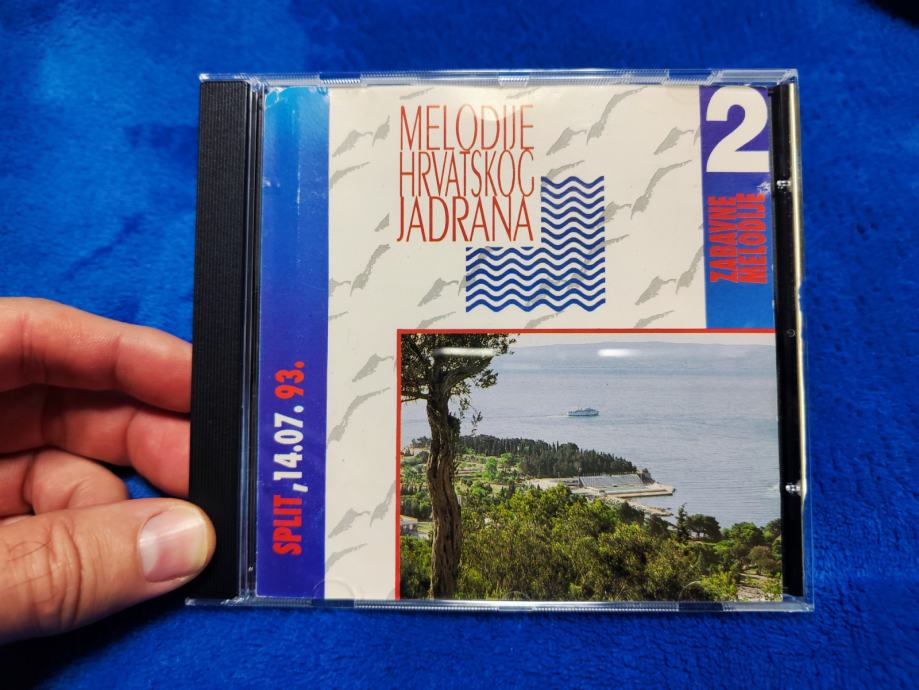 MELODIJE
HRVATSKOG
JADRANA
2
ZABAVNE
MELODIJE
SPLIT, 14.07. 93.